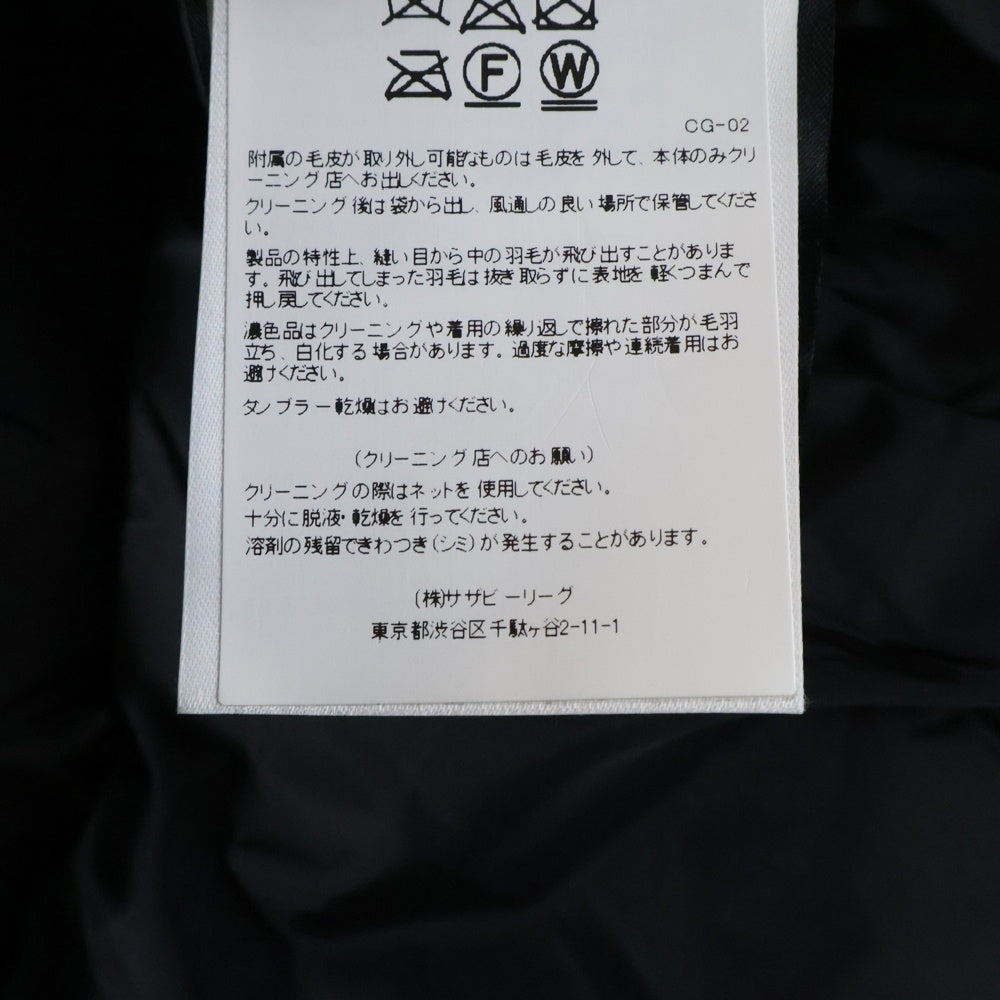 F W
CG-02
附属の毛皮が取り外し可能なものは毛皮を外して、本体のみクリ
ーニング店へお出しください。
クリーニング後は袋から出し、風通しの良い場所で保管してくださ
い。
製品の特性上、縫い目から中の羽毛が飛び出すことがありま
す。飛び出してしまった羽毛は抜き取らずに表地を軽くつまんで
押し戻してください。
濃色品はクリーニングや着用の繰り返しで擦れた部分が毛羽
立ち、白化する場合があります。過度な摩擦や連続着用はお
避けください。
タンブラー乾燥はお避けください。
（クリーニング店へのお願い）
クリーニングの際はネットを使用してください。
十分に脱液・乾燥を行ってください。
溶剤の残留できわつき（シミ）が発生することがあります。
（株）サザビーリーグ
東京都渋谷区千駄ヶ谷2-11-1